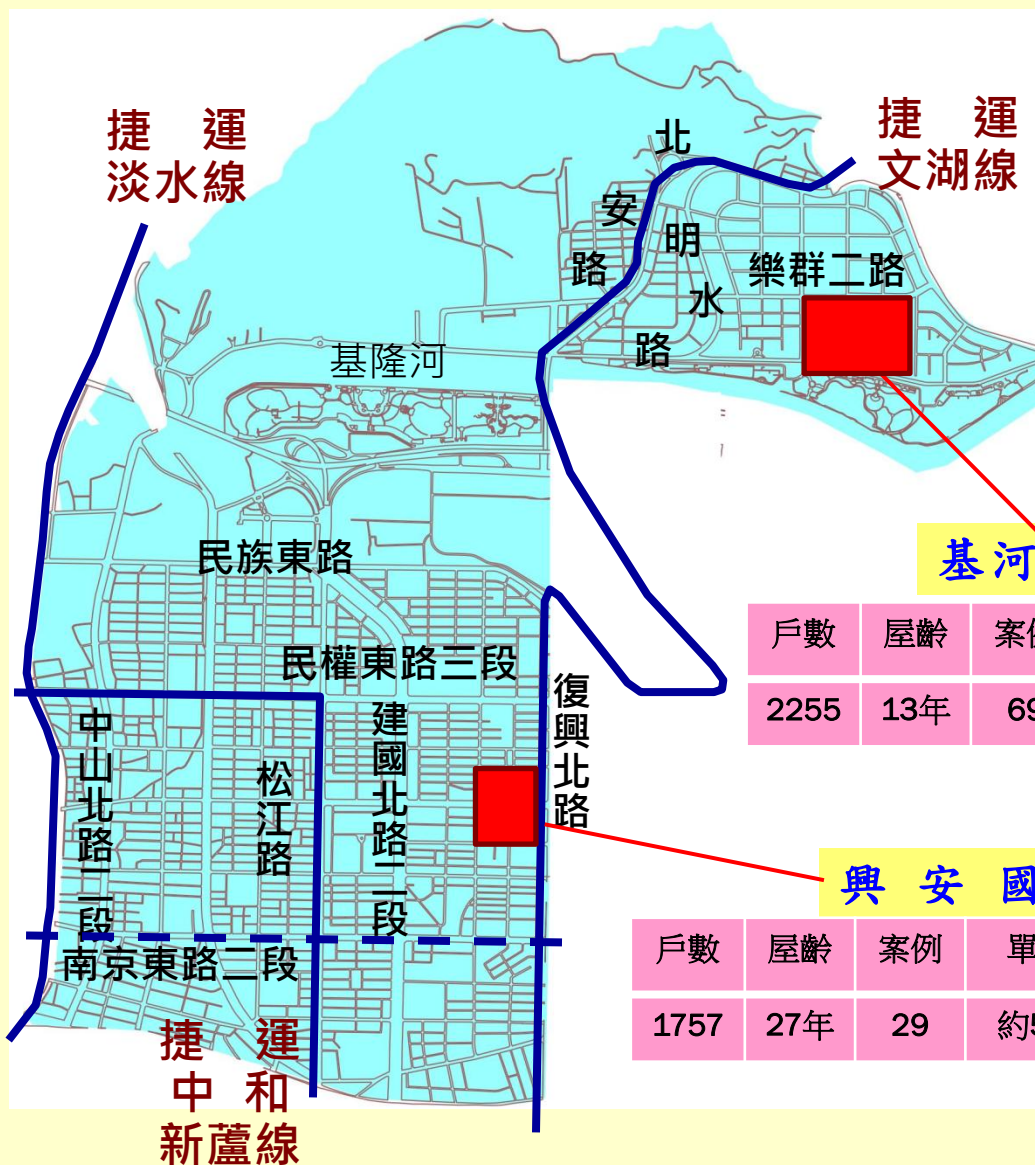 捷運
淡水線
捷運
文湖線
北安路
明水路
樂群二路
基隆河
民族東路
基河
戶數 屋齡
2255 13年 69
民權東路三段
復興北路
中山北路二段
松江路
建國北路二段
興安國
戶數 屋齡 案例
1757 27年 29
南京東路二段
捷運
中和
新蘆線